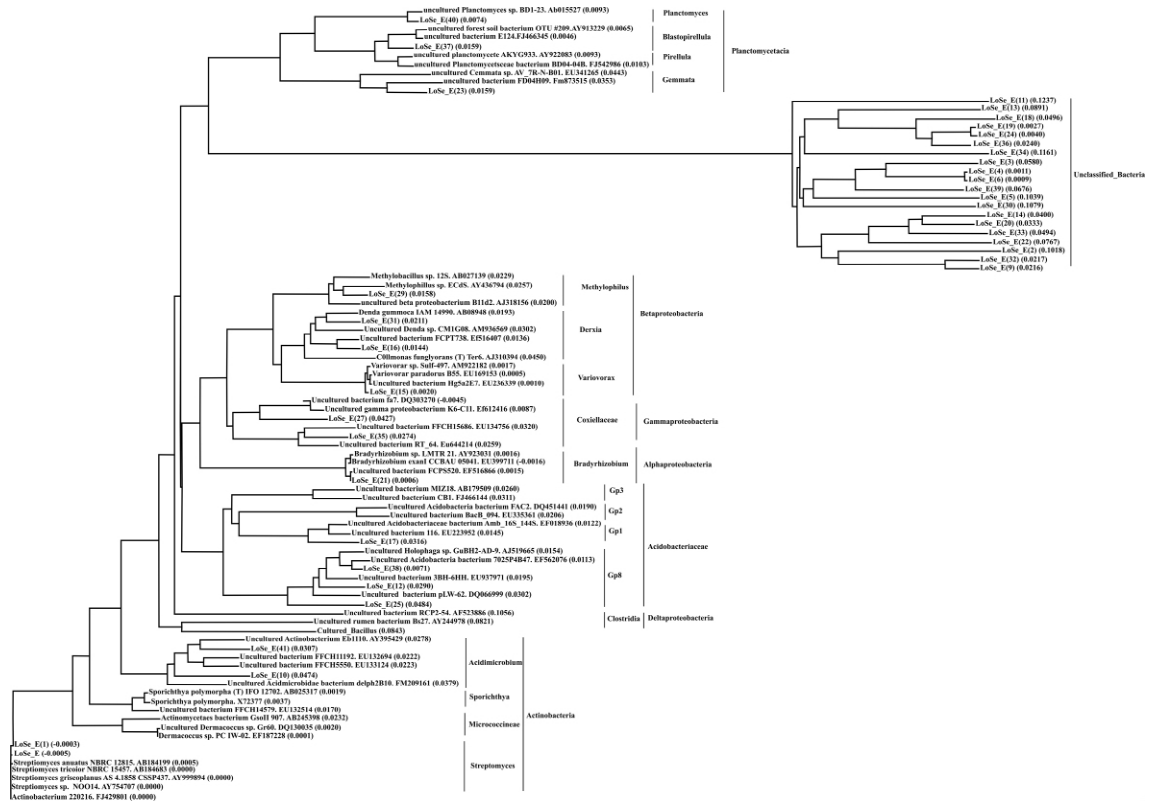 uncultured Planctomyces sp. BD1-23. Ab015527 (0.0093)
LoSe_E(40) (0.0074)
Planctomyces
uncultured forest soil bacterium OTU #209.AY913229 (0.0065)
uncultured bacterium E124.FJ466345 (0.0046)
LoSe_E(37) (0.0159)
Blastopirellula
uncultured planctomycete AKYG933. AY922083 (0.0093)
uncultured Planctomycetseae bacterium BD04-04B. FJ542986 (0.0103)
Pirellula
uncultured Cemmata sp. AV_7R-N-B01. EU341265 (0.0443)
uncultured bacterium FD04H09. Fm873515 (0.0353)
LoSe_E(23) (0.0159)
Gemmata
Planctomycetacia
LoSe_E(11) (0.1237)
LoSe_E(13) (0.0891)
LoSe_E(18) (0.0496)
LoSe_E(19) (0.0027)
LoSe_E(24) (0.0040)
LoSe_E(36) (0.0240)
LoSe_E(34) (0.1161)
LoSe_E(3) (0.0580)
LoSe_E(4) (0.0011)
LoSe_E(6) (0.0009)
LoSe_E(39) (0.0676)
LoSe_E(5) (0.1039)
LoSe_E(30) (0.1079)
LoSe_E(14) (0.0400)
LoSe_E(20) (0.0333)
LoSe_E(33) (0.0494)
LoSe_E(22) (0.0767)
LoSe_E(2) (0.1018)
LoSe_E(32) (0.0217)
LoSe_E(9) (0.0216)
Unclassified_Bacteria
Methylobacillus sp. 12S. AB027139 (0.0229)
Methylophillus sp. ECdS. AY436794 (0.0257)
LoSe_E(29) (0.0158)
uncultured beta proteobacterium B11d2. AJ318156 (0.0200)
Methylophilus
Denda gummoca IAM 14990. AB08948 (0.0193)
LoSe_E(31) (0.0211)
Uncultured Denda sp. CM1G08. AM936569 (0.0302)
Uncultured bacterium FCPT738. Ef516407 (0.0136)
LoSe_E(16) (0.0144)
C0llmonas funglyorans (T) Ter6. AJ310394 (0.0450)
Derxia
Variovorar sp. Sulf-497. AM922182 (0.0017)
Variovorar paradorus B55. EU169153 (0.0005)
Uncultured bacterium Hg5a2E7. EU236339 (0.0010)
LoSe_E(15) (0.0020)
Variovorax
Betaproteobacteria
Uncultured bacterium fa7. DQ303270 (-0.0045)
Uncultured gamma proteobacterium K6-C11. Ef612416 (0.0087)
LoSe_E(27) (0.0427)
Uncultured bacterium FFCH15686. EU134756 (0.0320)
LoSe_E(35) (0.0274)
Uncultured bacterium RT_64. Eu644214 (0.0259)
Coxiellaceae
Gammaproteobacteria
Bradyrhizobium sp. LMTR 21. AY923031 (0.0016)
Bradyrhizobium exanI CCBAU 05041. EU399711 (-0.0016)
Uncultured bacterium FCPS520. EF516866 (0.0015)
LoSe_E(21) (0.0006)
Bradyrhizobium
Alphaproteobacteria
Uncultured bacterium MIZ18. AB179509 (0.0260)
Uncultured bacterium CB1. FJ466144 (0.0311)
Gp3
Uncultured Acidobacteria bacterium FAC2. DQ451441 (0.0190)
Uncultured bacterium BacB_094. EU335361 (0.0206)
Gp2
Uncultured Acidobacteriaceae bacterium Amb_16S_144S. EF018936 (0.0122)
Uncultured bacterium 116. EU223952 (0.0145)
LoSe_E(17) (0.0316)
Gp1
Uncultured Holophaga sp. GuBH2-AD-9. AJ519665 (0.0154)
Uncultured Acidobacteria bacterium 7025P4B47. EF562076 (0.0113)
LoSe_E(38) (0.0071)
Uncultured bacterium 3BH-6HH. EU937971 (0.0195)
LoSe_E(12) (0.0290)
Uncultured bacterium pLW-62. DQ066999 (0.0302)
LoSe_E(25) (0.0484)
Gp8
Acidobacteriaceae
Uncultured bacterium RCP2-54. AF523886 (0.1056)
Uncultured rumen bacterium Bs27. AY244978 (0.0821)
Cultured_Bacillus (0.0843)
Clostridia
Deltaproteobacteria
Uncultured Actinobacterium Eb1110. AY395429 (0.0278)
LoSe_E(41) (0.0307)
Uncultured bacterium FFCH11192. EU132694 (0.0222)
Uncultured bacterium FFCH5550. EU133124 (0.0223)
LoSe_E(10) (0.0474)
Uncultured Acidmicrobidae bacterium delph2B10. FM209161 (0.0379)
Acidimicrobium
Sporichthya polymorpha (T) IFO 12702. AB025317 (0.0019)
Sporichthya polymorpha. X72377 (0.0037)
Uncultured bacterium FFCH14579. EU132514 (0.0170)
Sporichthya
Actinomycetaes bacterium Gsoil 907. AB245398 (0.0232)
Uncultured Dermacoccus sp. Gr60. DQ130035 (0.0020)
Dermacoccus sp. PC IW-02. EF187228 (0.0001)
Micrococcineae
Actinobacteria
LoSe_E(1) (-0.0003)
LoSe_E (-0.0005)
Streptiomyces anuatus NBRC 12815. AB184199 (0.0005)
Streptiomyces tricoior NBRC 15457. AB184683 (0.0000)
Streptiomyces griseoplanus AS 4.1858 CSSP437. AY999894 (0.0000)
Streptiomyces sp. NOO14. AY754707 (0.0000)
Actinobacterium 220216. FJ429801 (0.0000)
Streptomyces